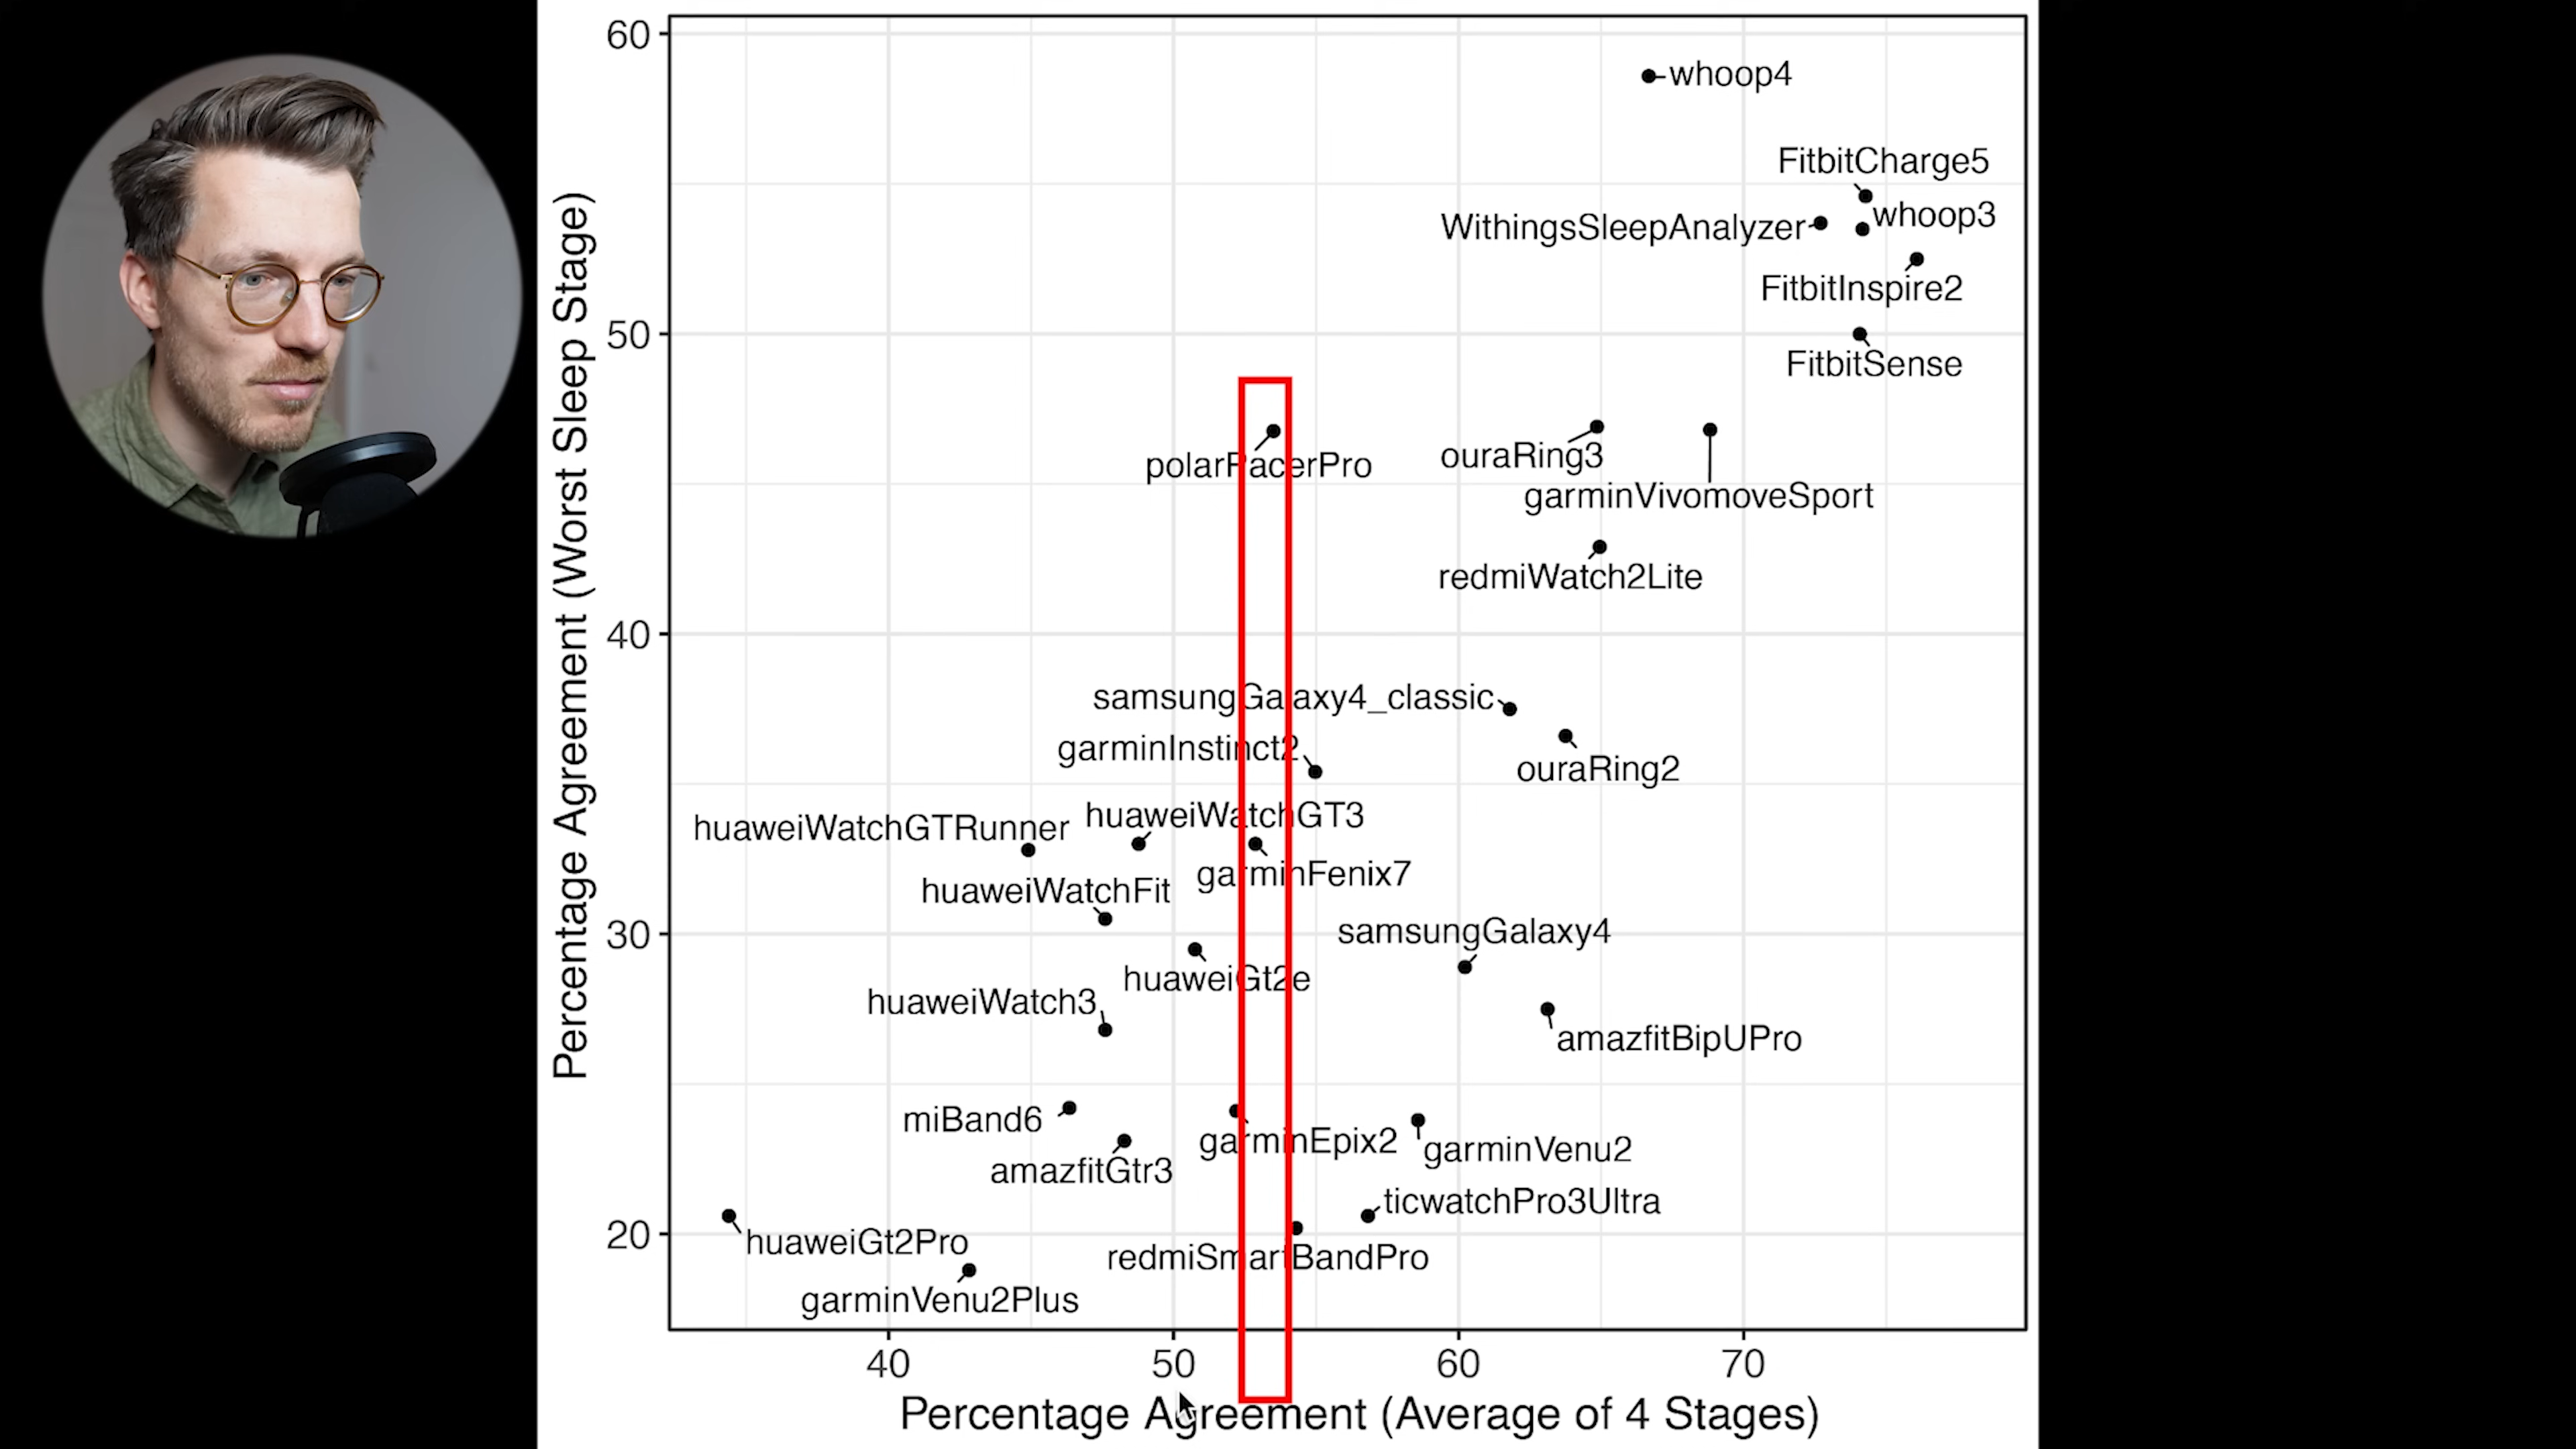 60
whoop4
FitbitCharge5
whoop3
WithingsSleepAnalyzer
FitbitInspire2
50
FitbitSense
polarPacerPro
ouraRing3
garminVivomoveSport
redmiWatch2Lite
40
samsungGalaxy4_classic
garminInstinct2
ouraRing2
huaweiWatchGT3
huaweiWatchGTRunner
garminFenix7
huaweiWatchFit
30
samsungGalaxy4
huaweiGt2e
huaweiWatch3
amazfitBipUPro
miBand6
garminEpix2
garminVenu2
amazfitGtr3
ticwatchPro3Ultra
20
huaweiGt2Pro
redmiSmartBandPro
garminVenu2Plus
40 50 60 70
Percentage Agreement (Average of 4 Stages)
Percentage Agreement (Worst Sleep Stage)